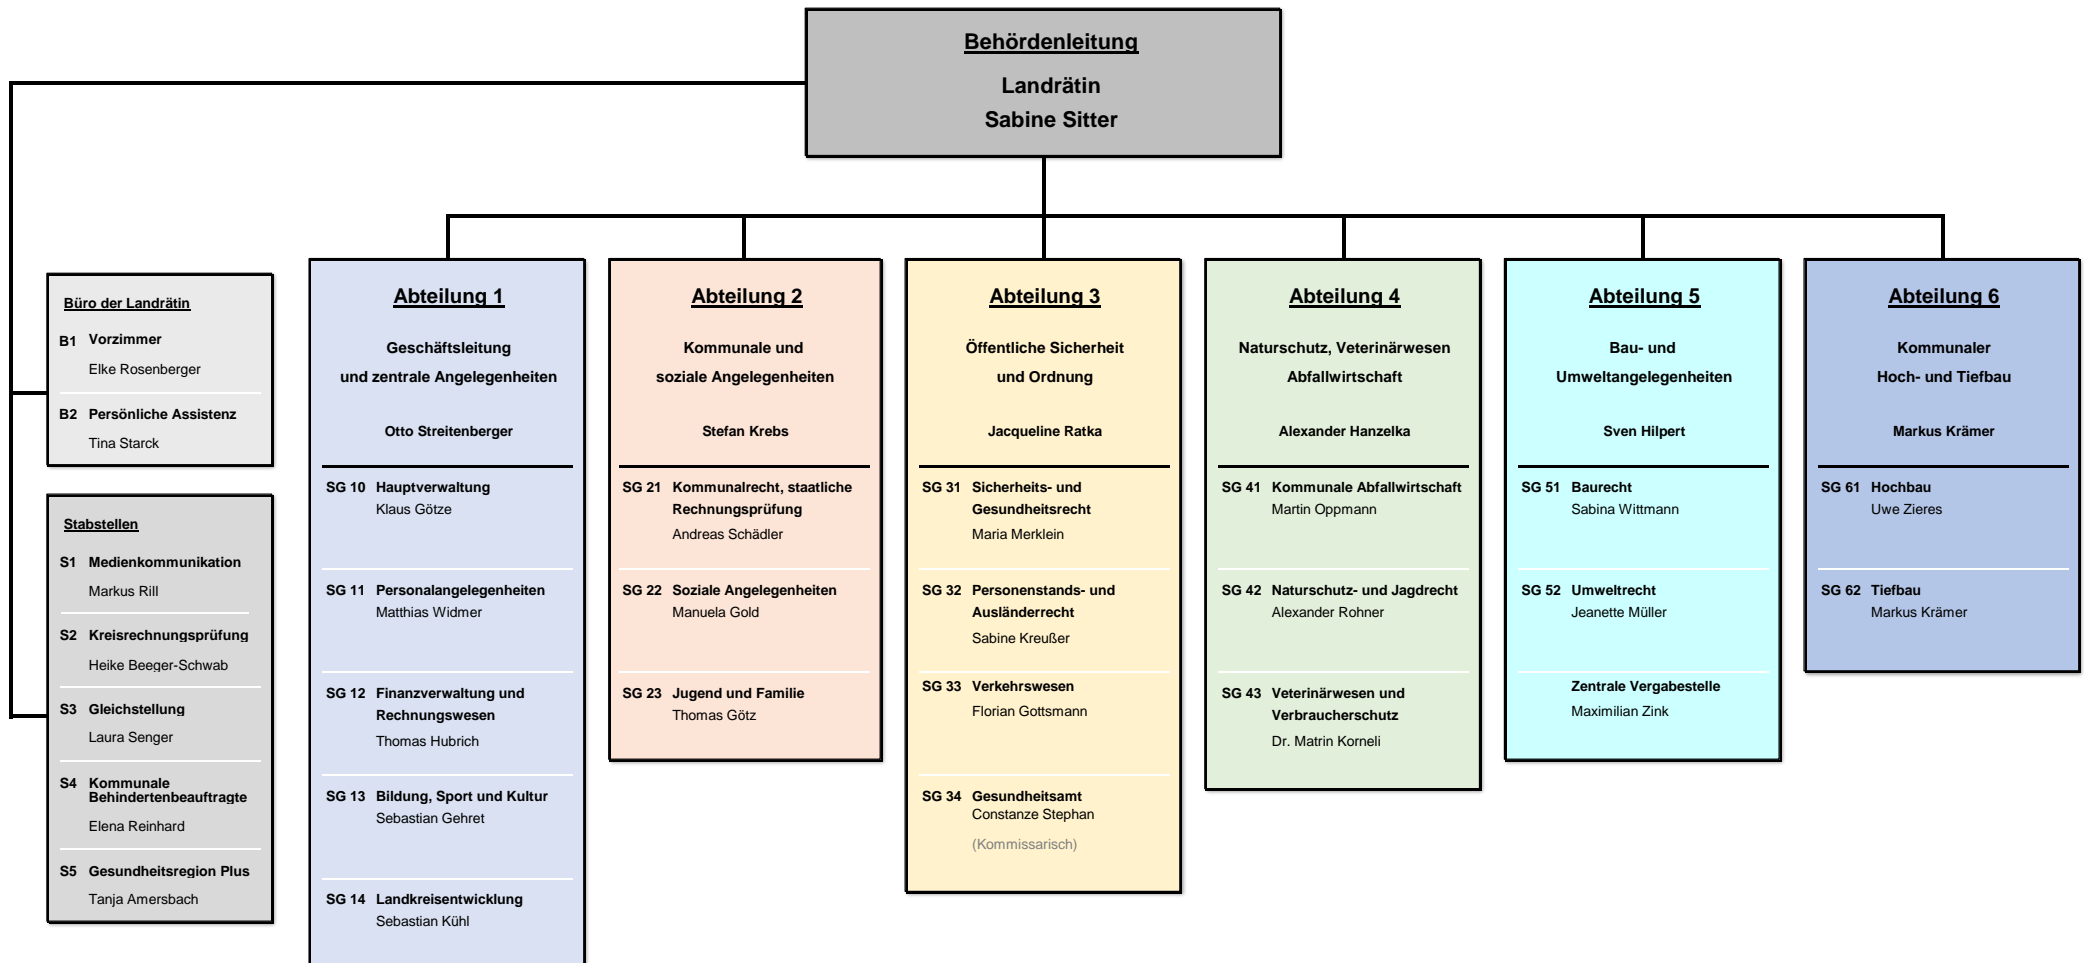 Behördenleitung
Landrätin
Sabine Sitter
Büro der Landrätin
B1 Vorzimmer
Elke Rosenberger
B2 Persönliche Assistenz
Tina Starck
Stabstellen
S1 Medienkommunikation
Markus Rill
S2 Kreisrechnungsprüfung
Heike Beeger-Schwab
S3 Gleichstellung
Laura Senger
S4 Kommunale
Behindertenbeauftragte
Elena Reinhard
S5 Gesundheitsregion Plus
Tanja Amersbach
Abteilung 1
Geschäftsleitung
und zentrale Angelegenheiten
Otto Streitenberger
SG 10 Hauptverwaltung
Klaus Götze
SG 11 Personalangelegenheiten
Matthias Widmer
SG 12 Finanzverwaltung und
Rechnungswesen
Thomas Hubrich
SG 13 Bildung, Sport und Kultur
Sebastian Gehret
SG 14 Landkreisentwicklung
Sebastian Kühl
Abteilung 2
Kommunale und
soziale Angelegenheiten
Stefan Krebs
SG 21 Kommunalrecht, staatliche
Rechnungsprüfung
Andreas Schädler
SG 22 Soziale Angelegenheiten
Manuela Gold
SG 23 Jugend und Familie
Thomas Götz
Abteilung 3
Öffentliche Sicherheit
und Ordnung
Jacqueline Ratka
SG 31 Sicherheits- und
Gesundheitsrecht
Maria Merklein
SG 32 Personenstands- und
Ausländerrecht
Sabine Kreußer
SG 33 Verkehrswesen
Florian Gottsmann
SG 34 Gesundheitsamt
Constanze Stephan
(Kommissarisch)
Abteilung 4
Naturschutz, Veterinärwesen
Abfallwirtschaft
Alexander Hanzelka
SG 41 Kommunale Abfallwirtschaft
Martin Oppmann
SG 42 Naturschutz- und Jagdrecht
Alexander Rohner
SG 43 Veterinärwesen und
Verbraucherschutz
Dr. Matrin Korneli
Abteilung 5
Bau- und
Umweltangelegenheiten
Sven Hilpert
SG 51 Baurecht
Sabina Wittmann
SG 52 Umweltrecht
Jeanette Müller
Zentrale Vergabestelle
Maximilian Zink
Abteilung 6
Kommunaler
Hoch- und Tiefbau
Markus Krämer
SG 61 Hochbau
Uwe Zieres
SG 62 Tiefbau
Markus Krämer